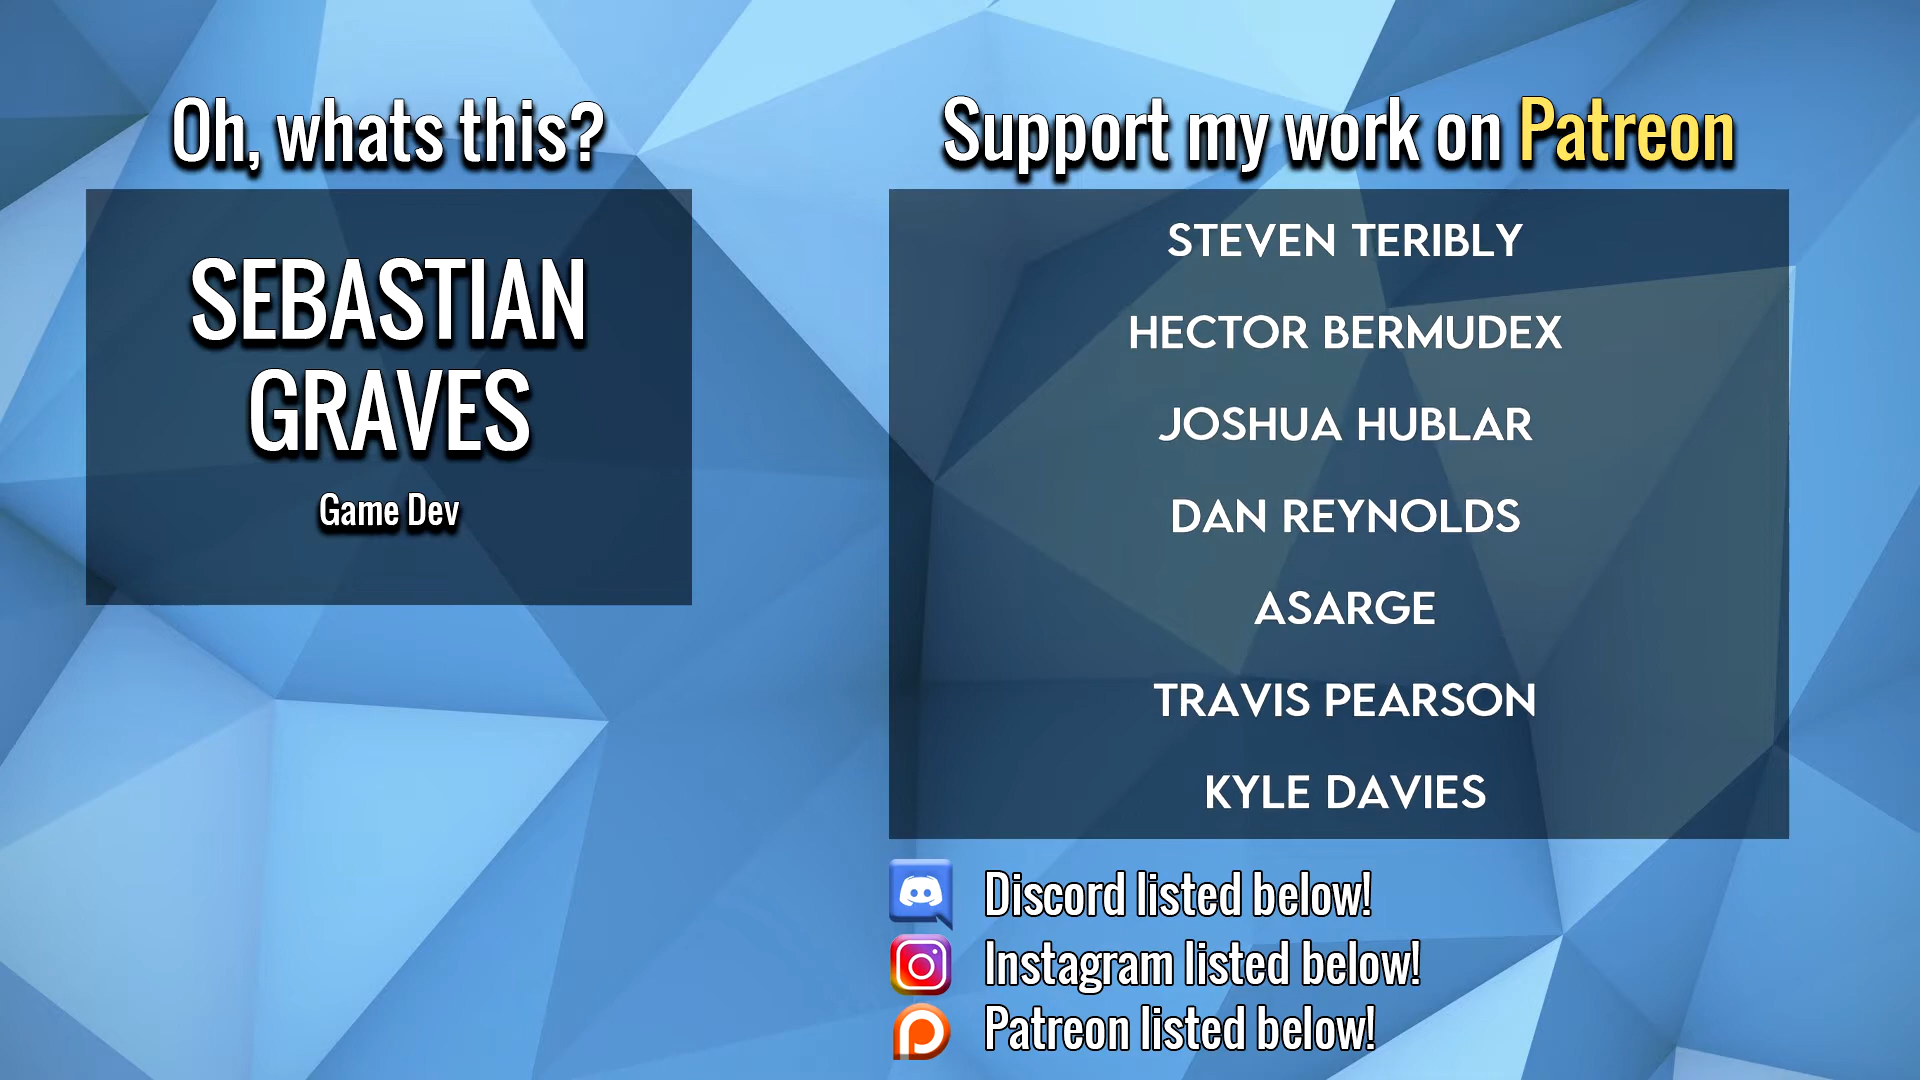 Oh, whats this?
SEBASTIAN
GRAVES
Game Dev
Support my work on Patreon
STEVEN TERIBLY
HECTOR BERMUDEX
JOSHUA HUBLAR
DAN REYNOLDS
ASARGE
TRAVIS PEARSON
KYLE DAVIES
Discord listed below!
Instagram listed below!
Patreon listed below!